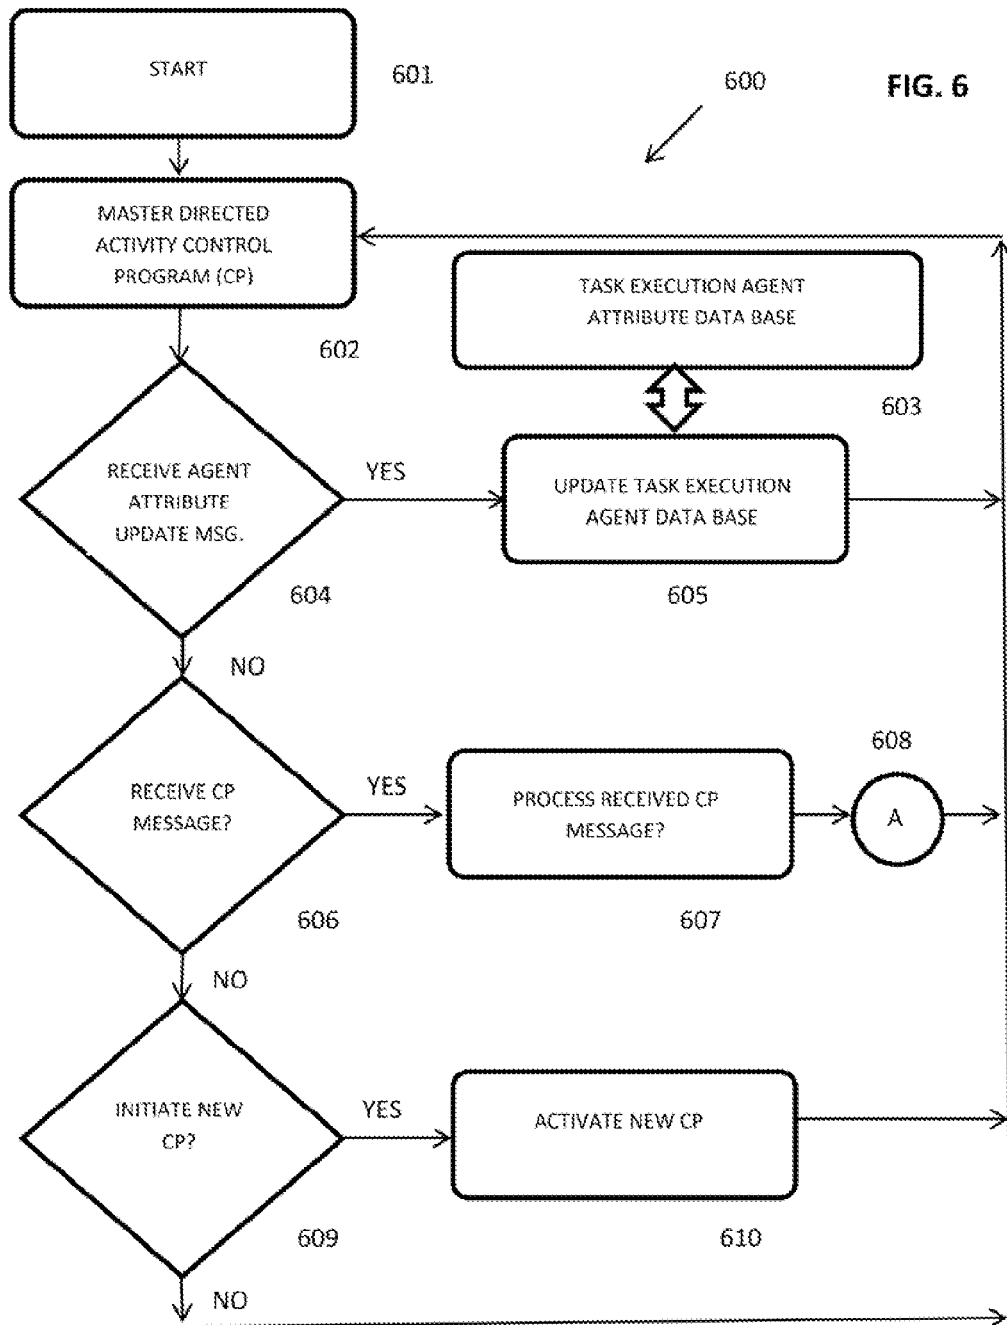 START
601
600
FIG. 6
MASTER DIRECTED
ACTIVITY CONTROL
PROGRAM (CP)
602
TASK EXECUTION AGENT
ATTRIBUTE DATA BASE
603
RECEIVE AGENT
ATTRIBUTE
UPDATE MSG.
YES
UPDATE TASK EXECUTION
AGENT DATA BASE
604
605
NO
RECEIVE CP
MESSAGE?
YES
PROCESS RECEIVED CP
MESSAGE?
608
A
606
607
NO
INITIATE NEW
CP?
YES
ACTIVATE NEW CP
609
610
NO